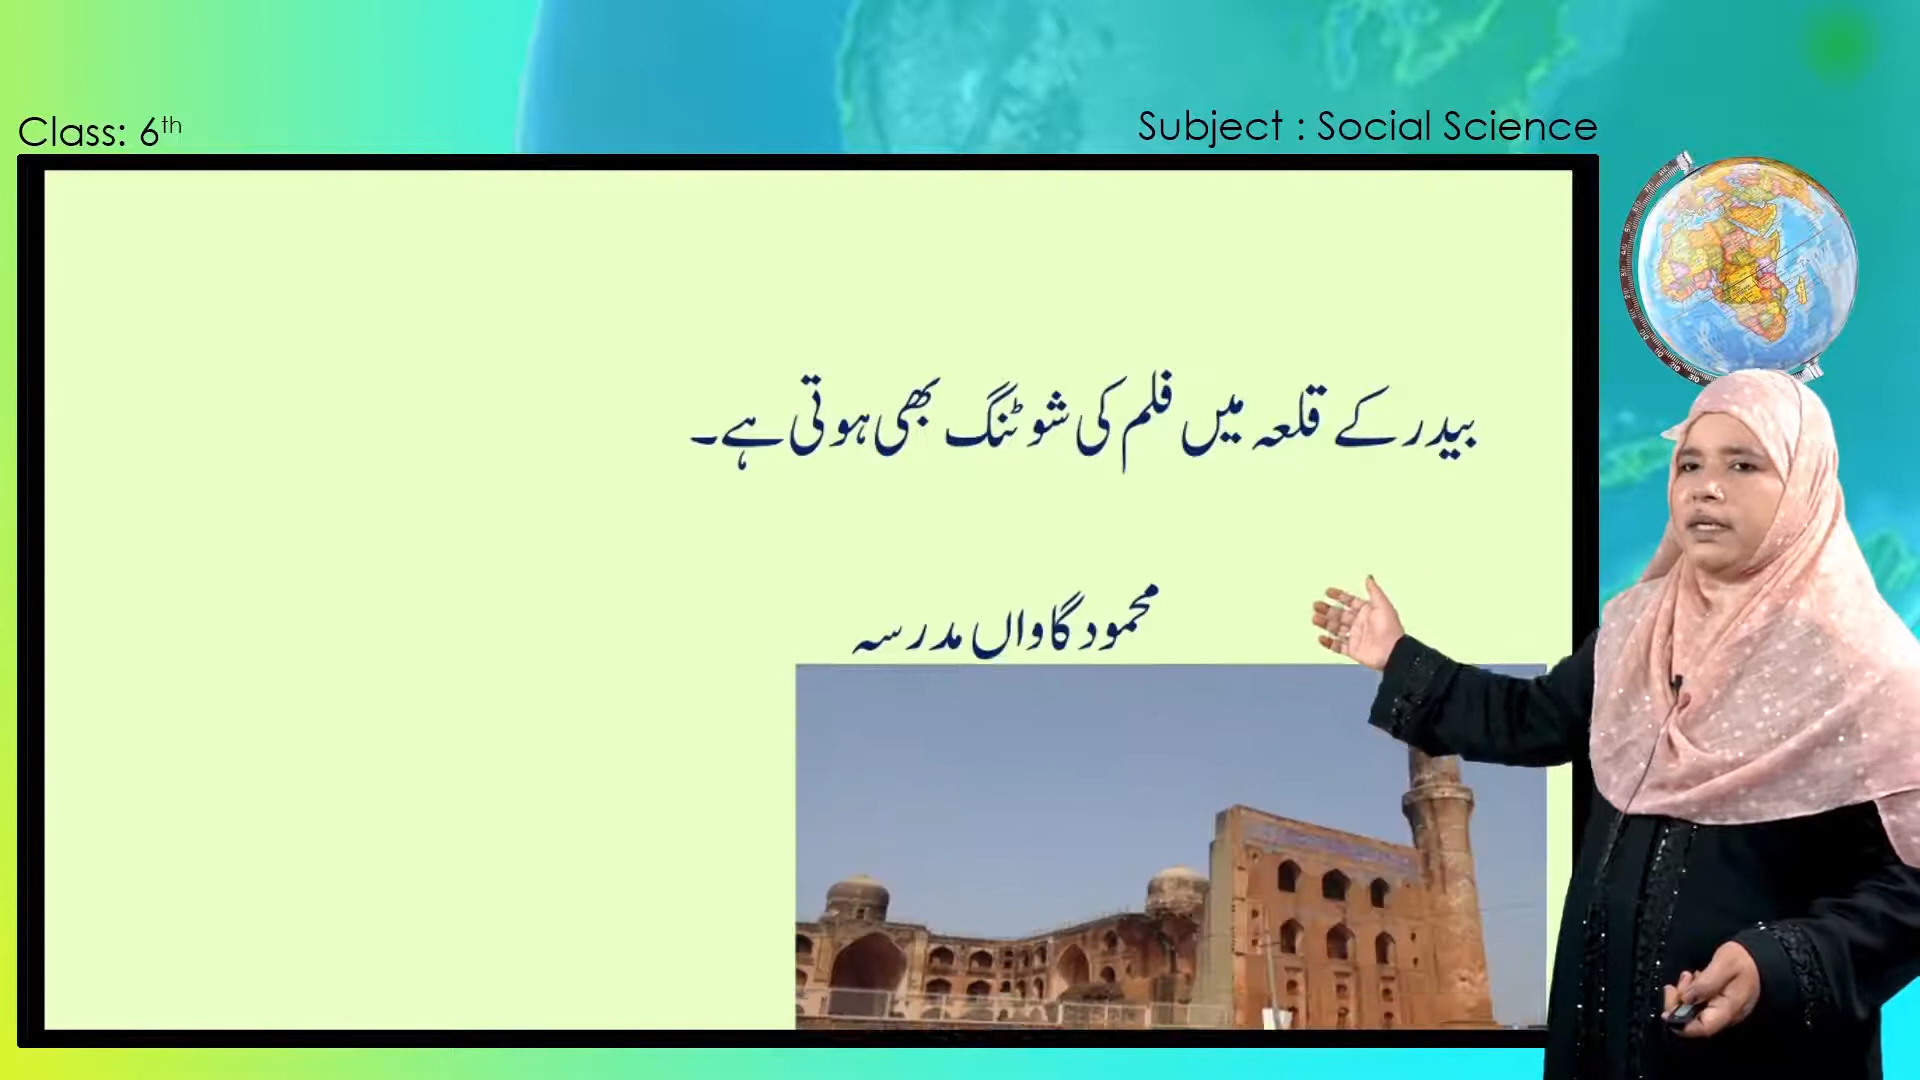 Class: 6th
Subject : Social Science
بیدر کے قلعہ میں فلم کی شوٹنگ بھی ہوتی ہے۔
محمود گاواں مدرسہ